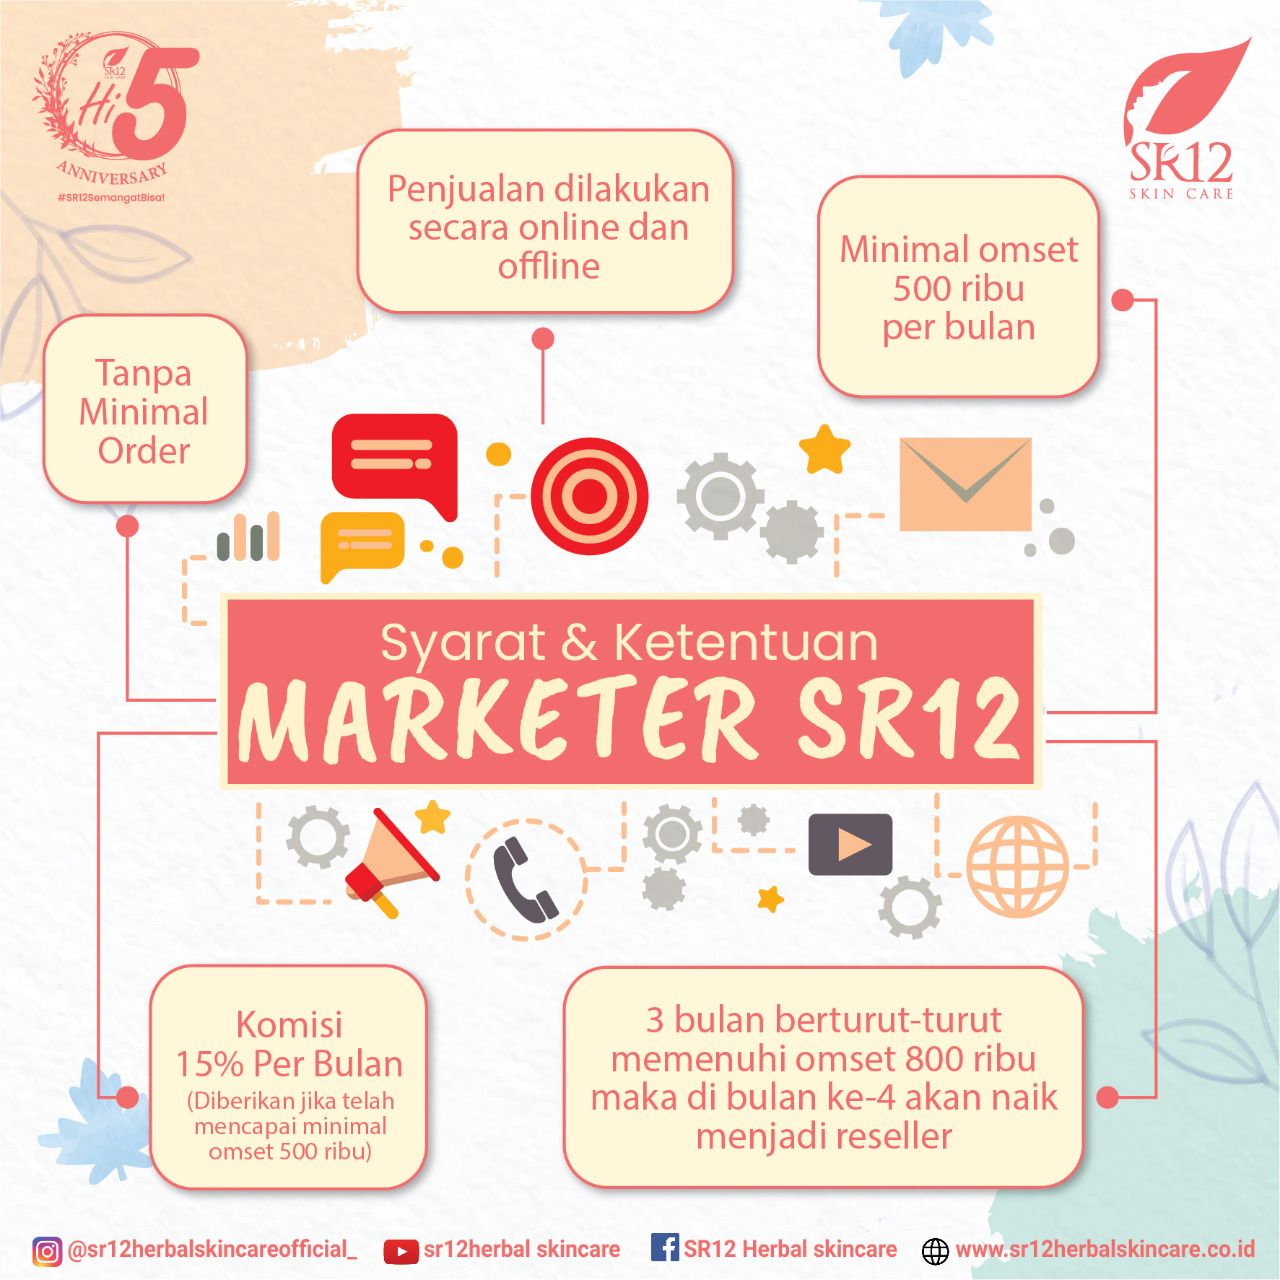 SR12
SKIN CARE
Hi 5
ANNIVERSARY
#SR12SemangatBisa!
SR12
SKIN CARE
Penjualan dilakukan
secara online dan
offline
Minimal omset
500 ribu
per bulan
Tanpa
Minimal
Order
Syarat & Ketentuan
MARKETER SR12
Komisi
15% Per Bulan
(Diberikan jika telah
mencapai minimal
omset 500 ribu)
3 bulan berturut-turut
memenuhi omset 800 ribu
maka di bulan ke-4 akan naik
menjadi reseller
@sr12herbalskincareofficial_ sr12herbal skincare SR12 Herbal skincare www.sr12herbalskincare.co.id